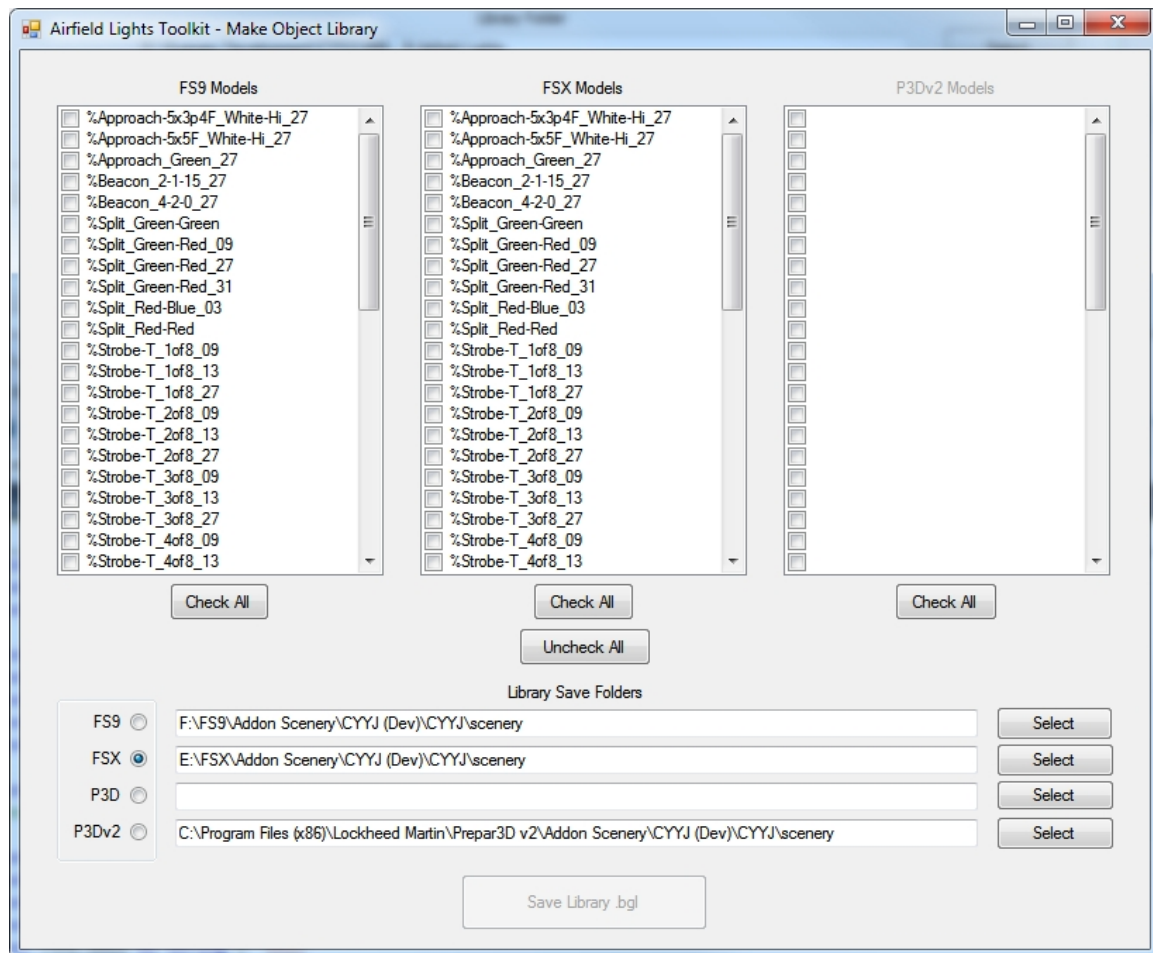 Airfield Lights Toolkit - Make Object Library
FS9 Models
FSX Models
P3Dv2 Models
%Approach-5x3p4F_White-Hi_27
%Approach-5x5F_White-Hi_27
%Approach_Green_27
%Beacon_2-1-15_27
%Beacon_4-2-0_27
%Split_Green-Green
%Split_Green-Red_09
%Split_Green-Red_27
%Split_Green-Red_31
%Split_Red-Blue_03
%Split_Red-Red
%Strobe-T_1of8_09
%Strobe-T_1of8_13
%Strobe-T_1of8_27
%Strobe-T_2of8_09
%Strobe-T_2of8_13
%Strobe-T_2of8_27
%Strobe-T_3of8_09
%Strobe-T_3of8_13
%Strobe-T_3of8_27
%Strobe-T_4of8_09
%Strobe-T_4of8_13
%Approach-5x3p4F_White-Hi_27
%Approach-5x5F_White-Hi_27
%Approach_Green_27
%Beacon_2-1-15_27
%Beacon_4-2-0_27
%Split_Green-Green
%Split_Green-Red_09
%Split_Green-Red_27
%Split_Green-Red_31
%Split_Red-Blue_03
%Split_Red-Red
%Strobe-T_1of8_09
%Strobe-T_1of8_13
%Strobe-T_1of8_27
%Strobe-T_2of8_09
%Strobe-T_2of8_13
%Strobe-T_2of8_27
%Strobe-T_3of8_09
%Strobe-T_3of8_13
%Strobe-T_3of8_27
%Strobe-T_4of8_09
%Strobe-T_4of8_13
Check All
Check All
Check All
Uncheck All
Library Save Folders
FS9 F:\FS9\Addon Scenery\CYYJ (Dev)\CYYJ\scenery Select
FSX E:\FSX\Addon Scenery\CYYJ (Dev)\CYYJ\scenery Select
P3D Select
P3Dv2 C:\Program Files (x86)\Lockheed Martin\Prepar3D v2\Addon Scenery\CYYJ (Dev)\CYYJ\scenery Select
Save Library .bgl